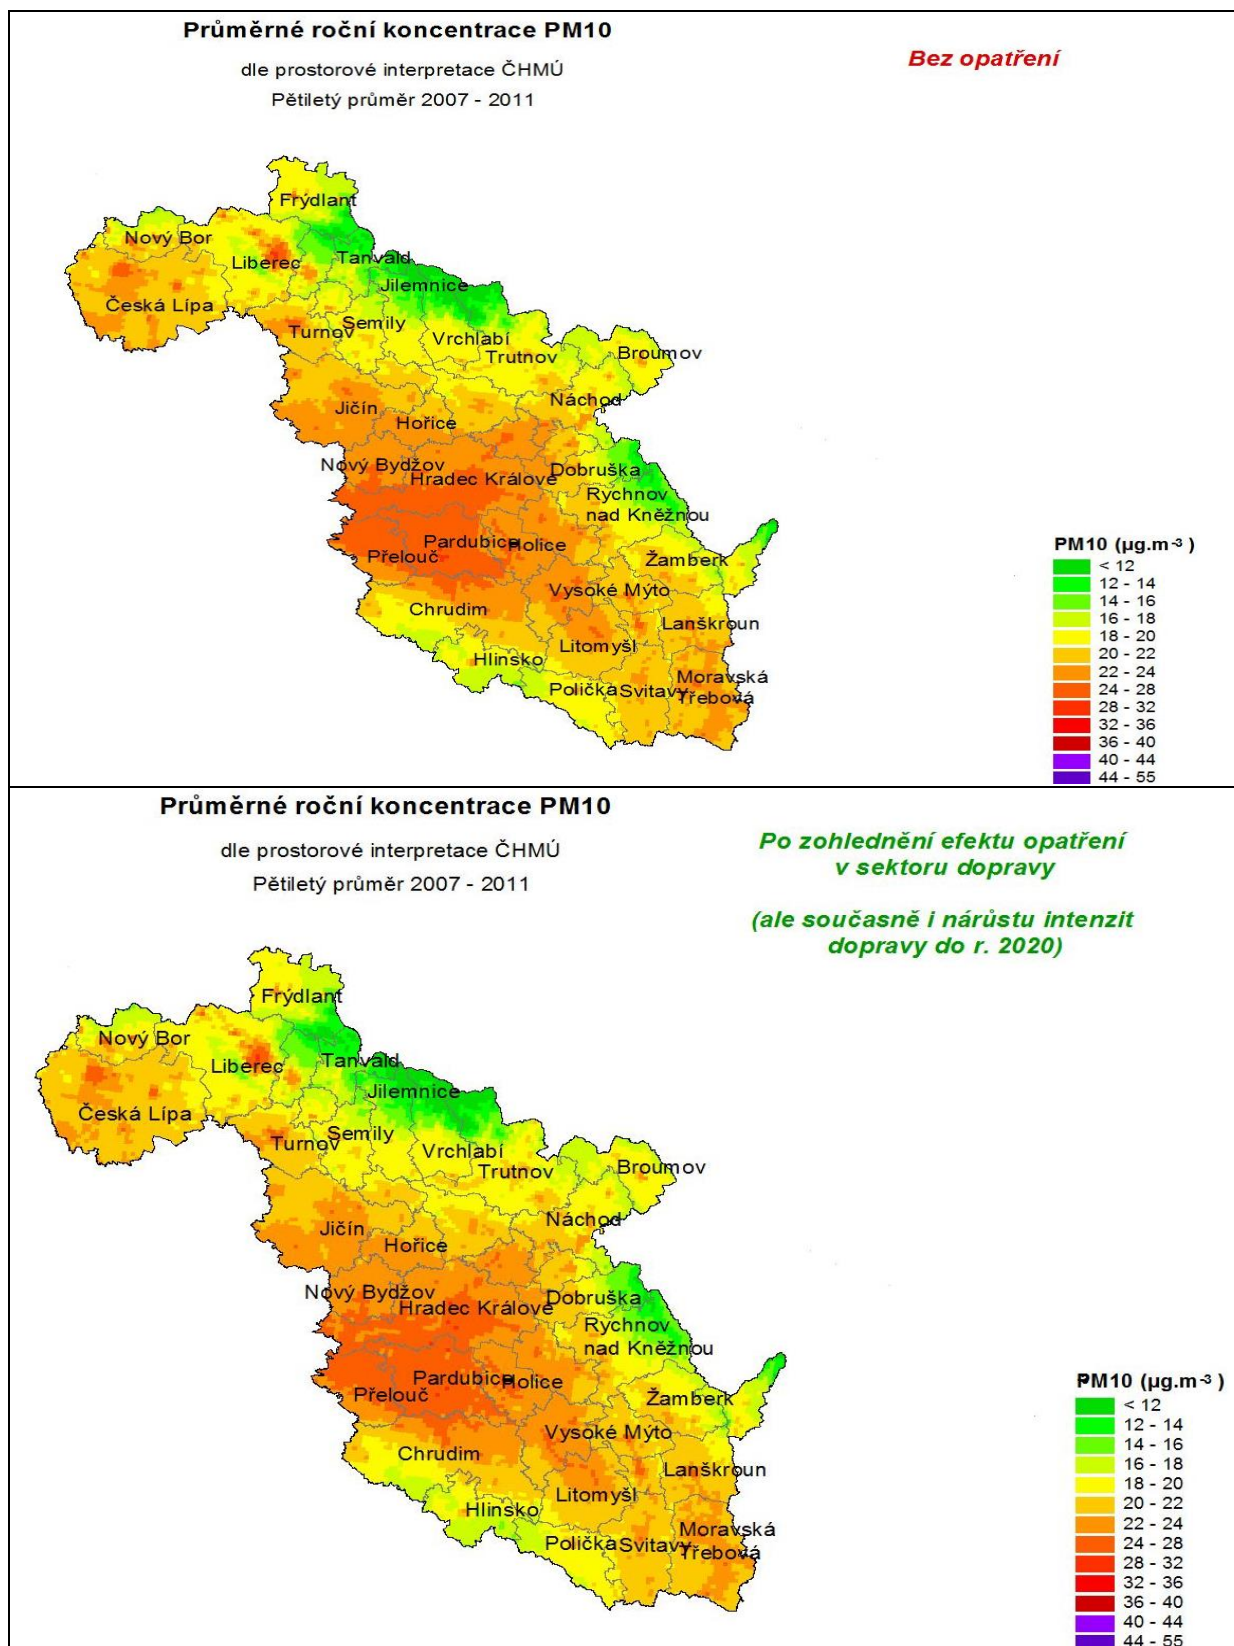 Průměrné roční koncentrace PM10
dle prostorové interpretace ČHMÚ
Pětiletý průměr 2007 - 2011
Bez opatření
Frýdlant
Nový Bor
Liberec
Tanvald
Jilemnice
Česká Lípa
Turnov
Semily
Vrchlabí
Trutnov
Broumov
Jičín
Náchod
Hořice
Nový Bydžov
Hradec Králové
Dobruška
Rychnov
nad Kněžnou
Pardubice
Holice
Přelouč
Žamberk
Chrudim
Vysoké Mýto
Lanškroun
Litomyšl
Hlinsko
Polička
Svitavy
Moravská
Třebová
PM10 (µg.m-3 )
< 12
12 - 14
14 - 16
16 - 18
18 - 20
20 - 22
22 - 24
24 - 28
28 - 32
32 - 36
36 - 40
40 - 44
44 - 55
Průměrné roční koncentrace PM10
dle prostorové interpretace ČHMÚ
Pětiletý průměr 2007 - 2011
Po zohlednění efektu opatření
v sektoru dopravy
(ale současně i nárůstu intenzit
dopravy do r. 2020)
Frýdlant
Nový Bor
Liberec
Tanvald
Jilemnice
Česká Lípa
Turnov
Semily
Vrchlabí
Trutnov
Broumov
Jičín
Náchod
Hořice
Nový Bydžov
Hradec Králové
Dobruška
Rychnov
nad Kněžnou
Pardubice
Holice
Přelouč
Žamberk
Chrudim
Vysoké Mýto
Lanškroun
Litomyšl
Hlinsko
Polička
Svitavy
Moravská
Třebová
PM10 (µg.m-3 )
< 12
12 - 14
14 - 16
16 - 18
18 - 20
20 - 22
22 - 24
24 - 28
28 - 32
32 - 36
36 - 40
40 - 44
44 - 55